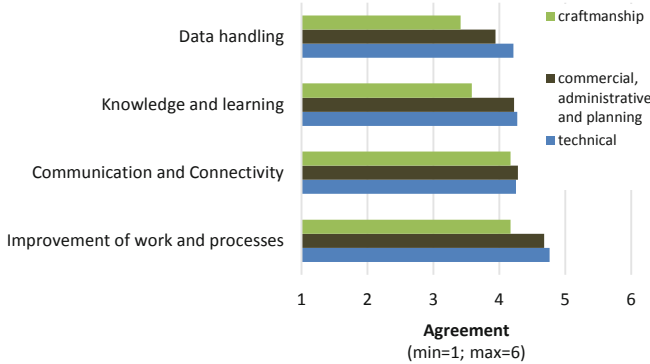 Data handling
Knowledge and learning
Communication and Connectivity
Improvement of work and processes
craftmanship
commercial,
administrative
and planning
technical
1 2 3 4 5 6
Agreement
(min=1; max=6)